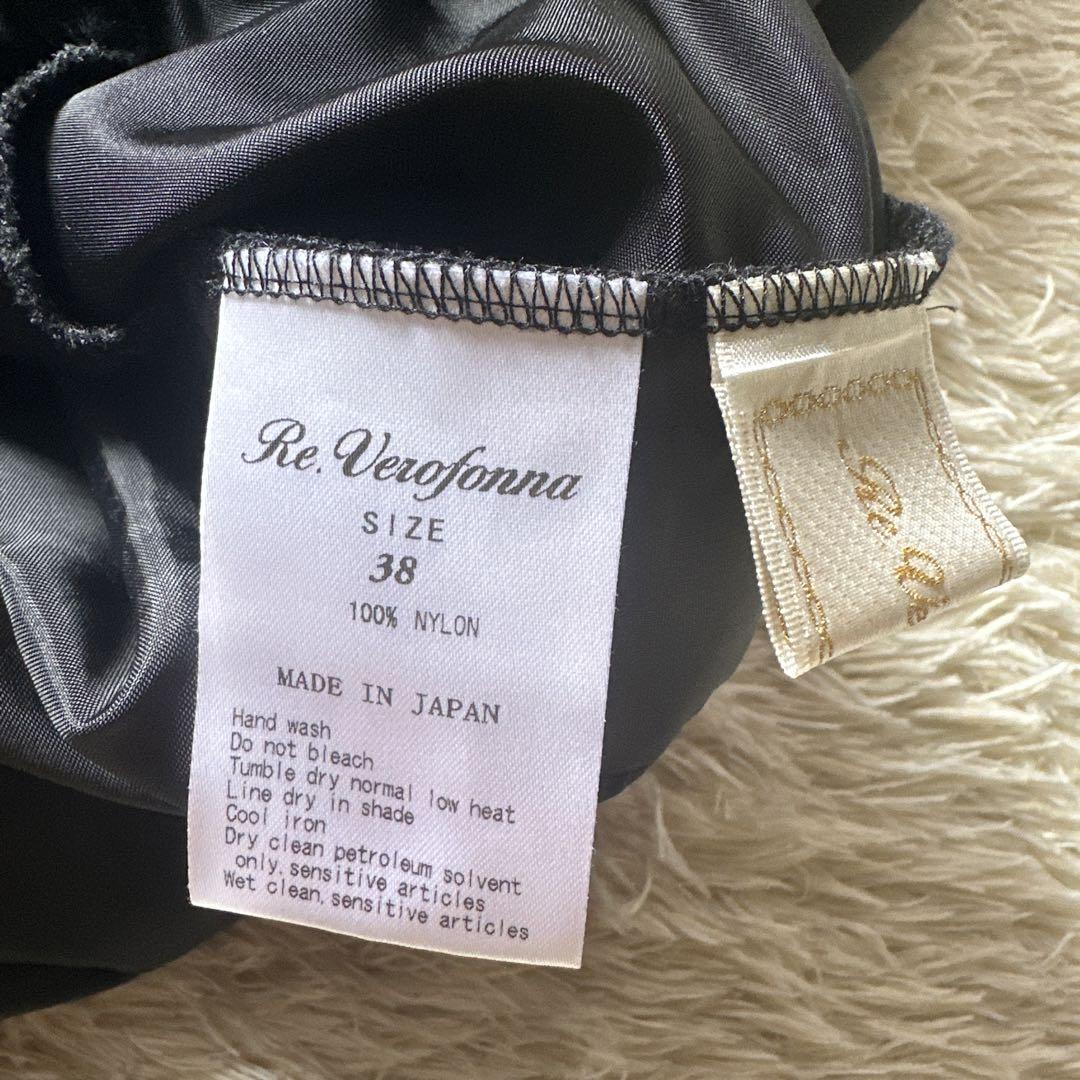 Re. Verofonna
SIZE
38
100% NYLON
MADE IN JAPAN
Hand wash
Do not bleach
Tumble dry normal low heat
Line dry in shade
Cool iron
Dry clean petroleum solvent
only, sensitive articles
Wet clean, sensitive articles